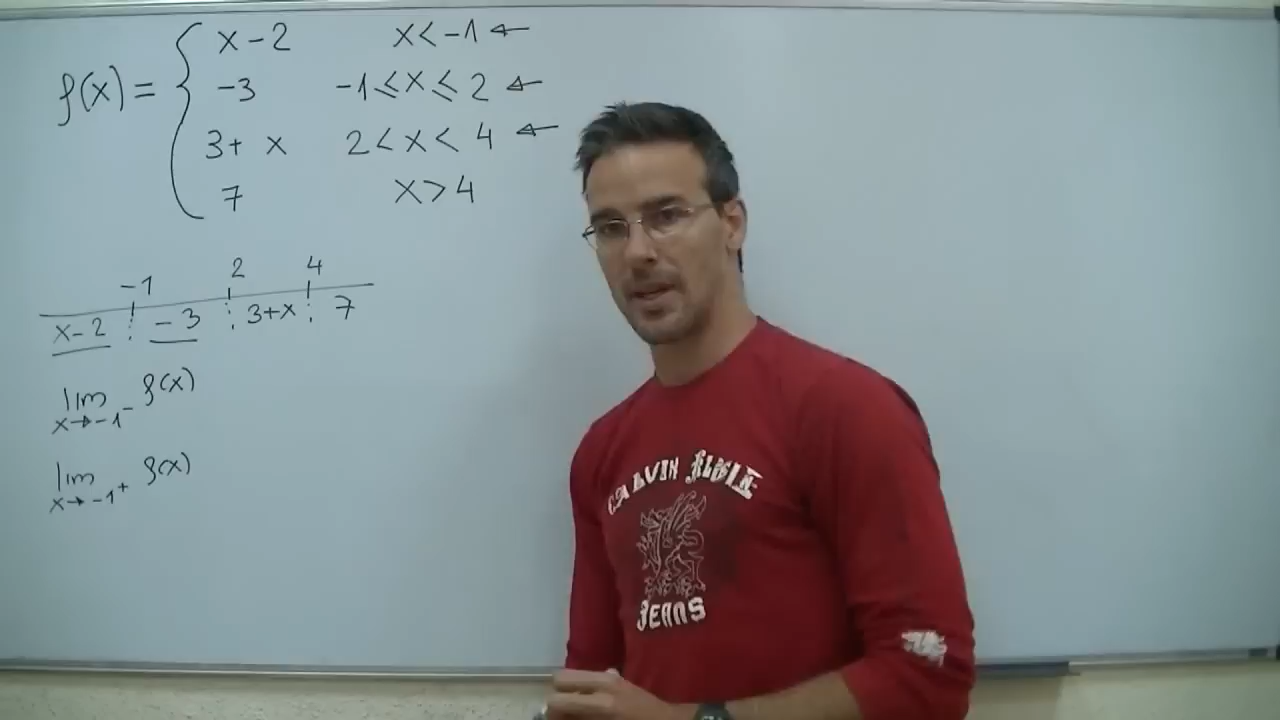 f(x) = { x - 2    x < -1 ←
-3    -1 ≤ x ≤ 2 ←
3 + x    2 < x < 4 ←
7    x > 4
-1    2    4
x - 2    - 3    3+x    7
lim f(x)
x→-1⁻
lim f(x)
x→-1⁺
JEANS